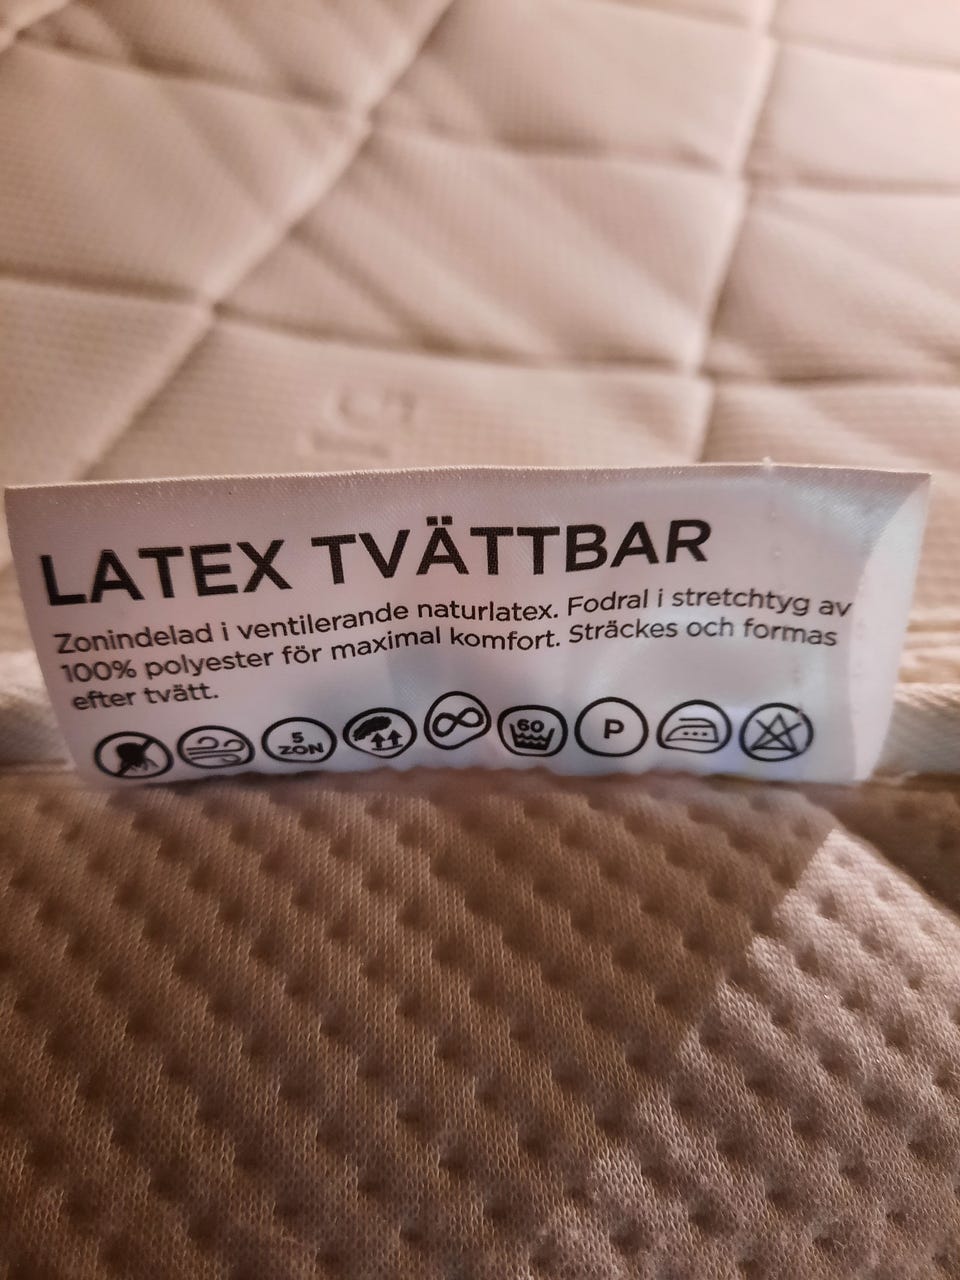 LATEX TVÄTTBAR
Zonindelad i ventilerande naturlatex. Fodral i stretchtyg av
100% polyester för maximal komfort. Sträckes och formas
efter tvätt.
5
ZON
60
P